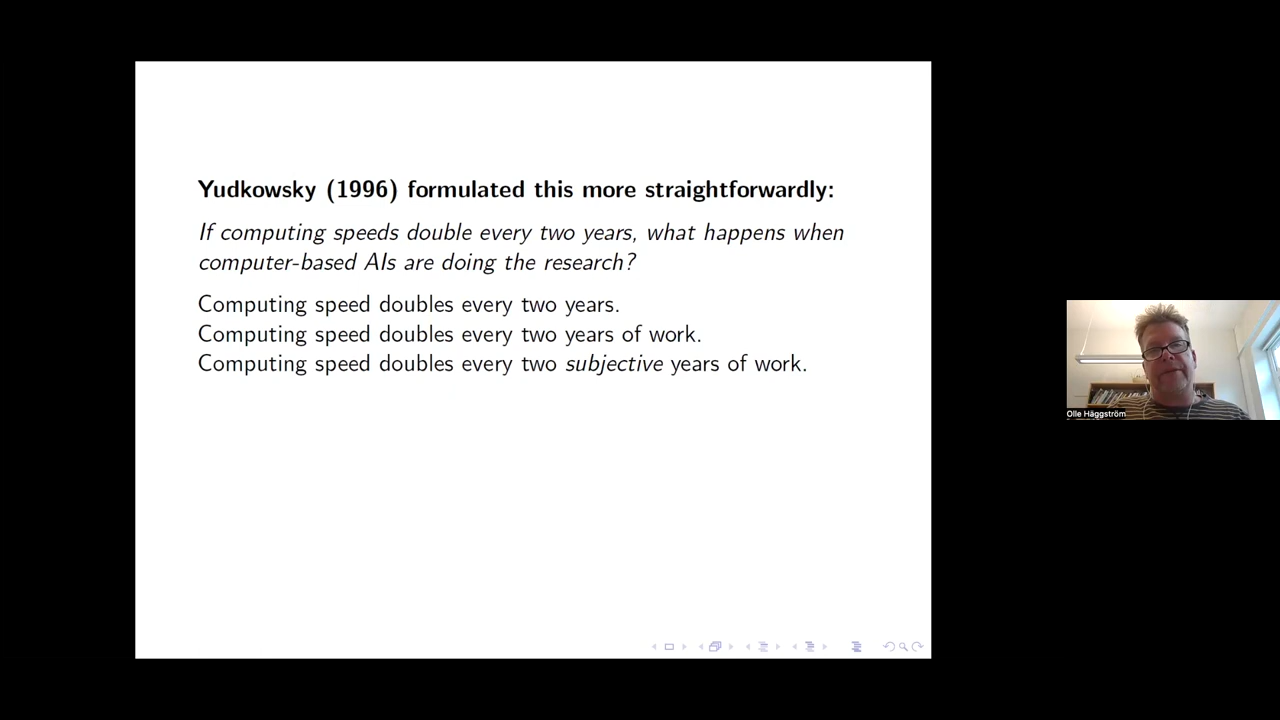 Yudkowsky (1996) formulated this more straightforwardly:
If computing speeds double every two years, what happens when
computer-based AIs are doing the research?
Computing speed doubles every two years.
Computing speed doubles every two years of work.
Computing speed doubles every two subjective years of work.
Olle Häggström